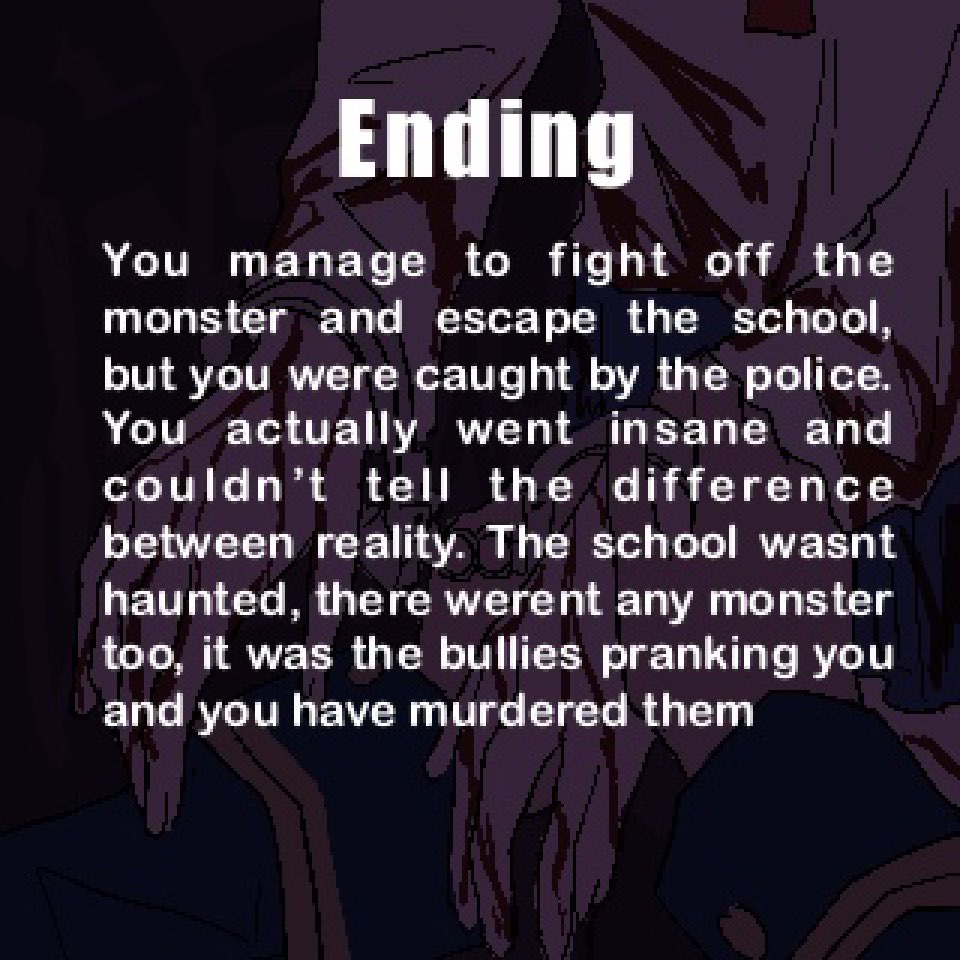 Ending
You manage to fight off the
monster and escape the school,
but you were caught by the police.
You actually went insane and
couldn’t tell the difference
between reality. The school wasnt
haunted, there werent any monster
too, it was the bullies pranking you
and you have murdered them